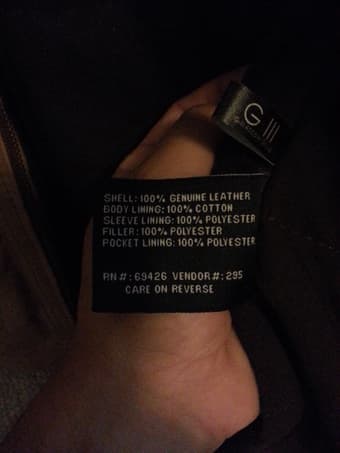 G III
SHELL: 100% GENUINE LEATHER
BODY LINING: 100% COTTON
SLEEVE LINING: 100% POLYESTER
FILLER: 100% POLYESTER
POCKET LINING: 100% POLYESTER
RN #: 69426 VENDOR #: 295
CARE ON REVERSE